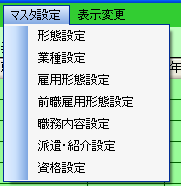 マスタ設定 表示変更
形態設定
業種設定
雇用形態設定
前職雇用形態設定
職務内容設定
派遣・紹介設定
資格設定
年